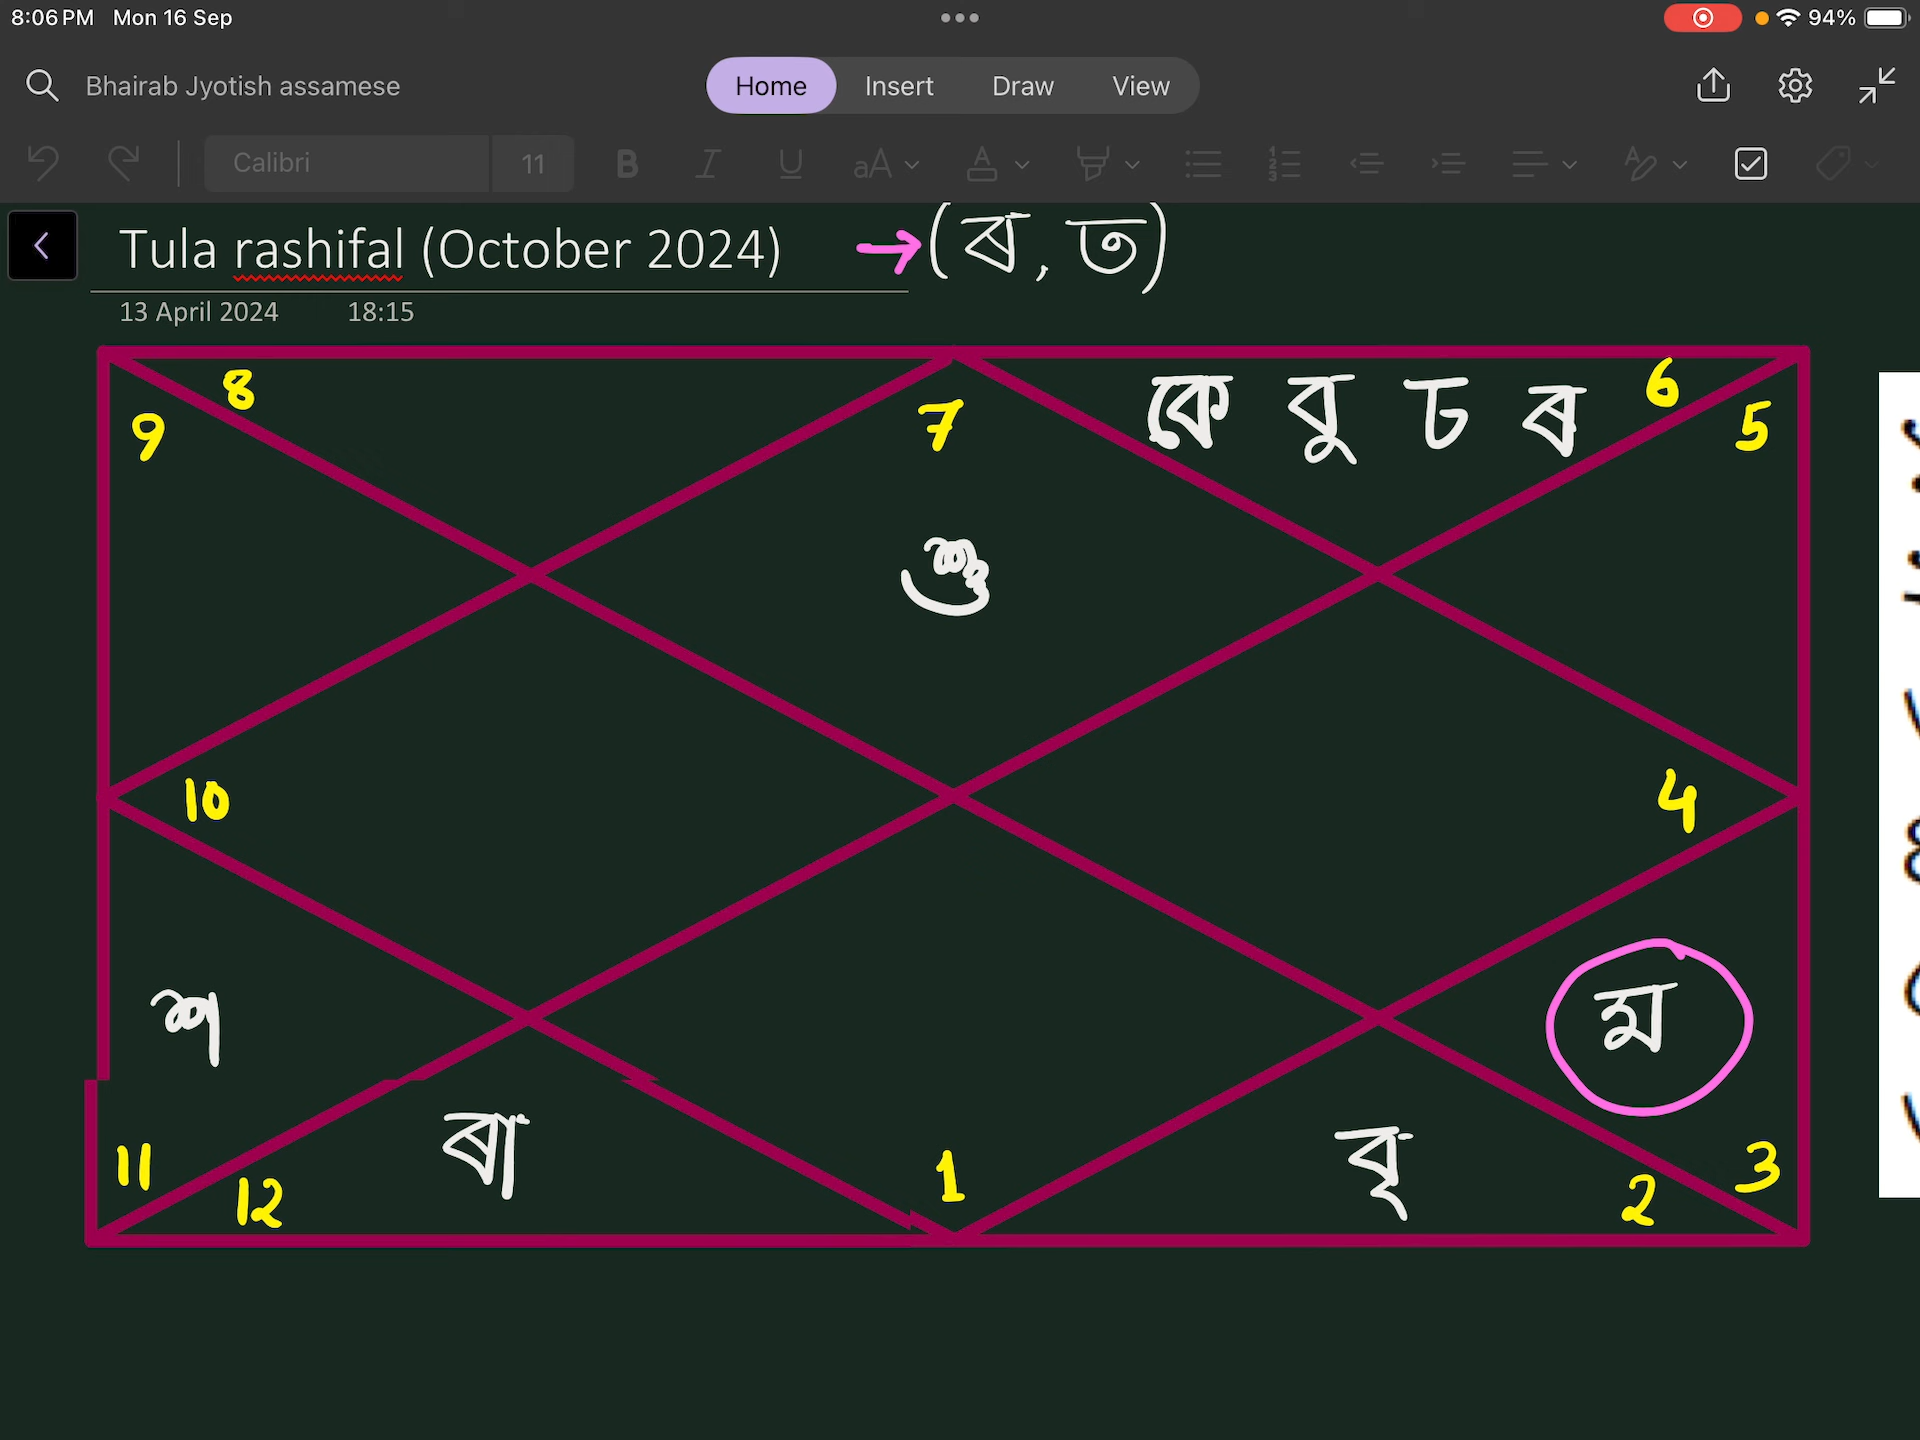 8:06 PM Mon 16 Sep 94%
Bhairab Jyotish assamese Home Insert Draw View
Calibri 11 B I U aA A
Tula rashifal (October 2024) → (ৰ, ত)
13 April 2024 18:15
8 7 কে বু চ ৰ 6
9 5
শু
10 4
শ ম
11 ৰা 1 বৃ 3
12 2